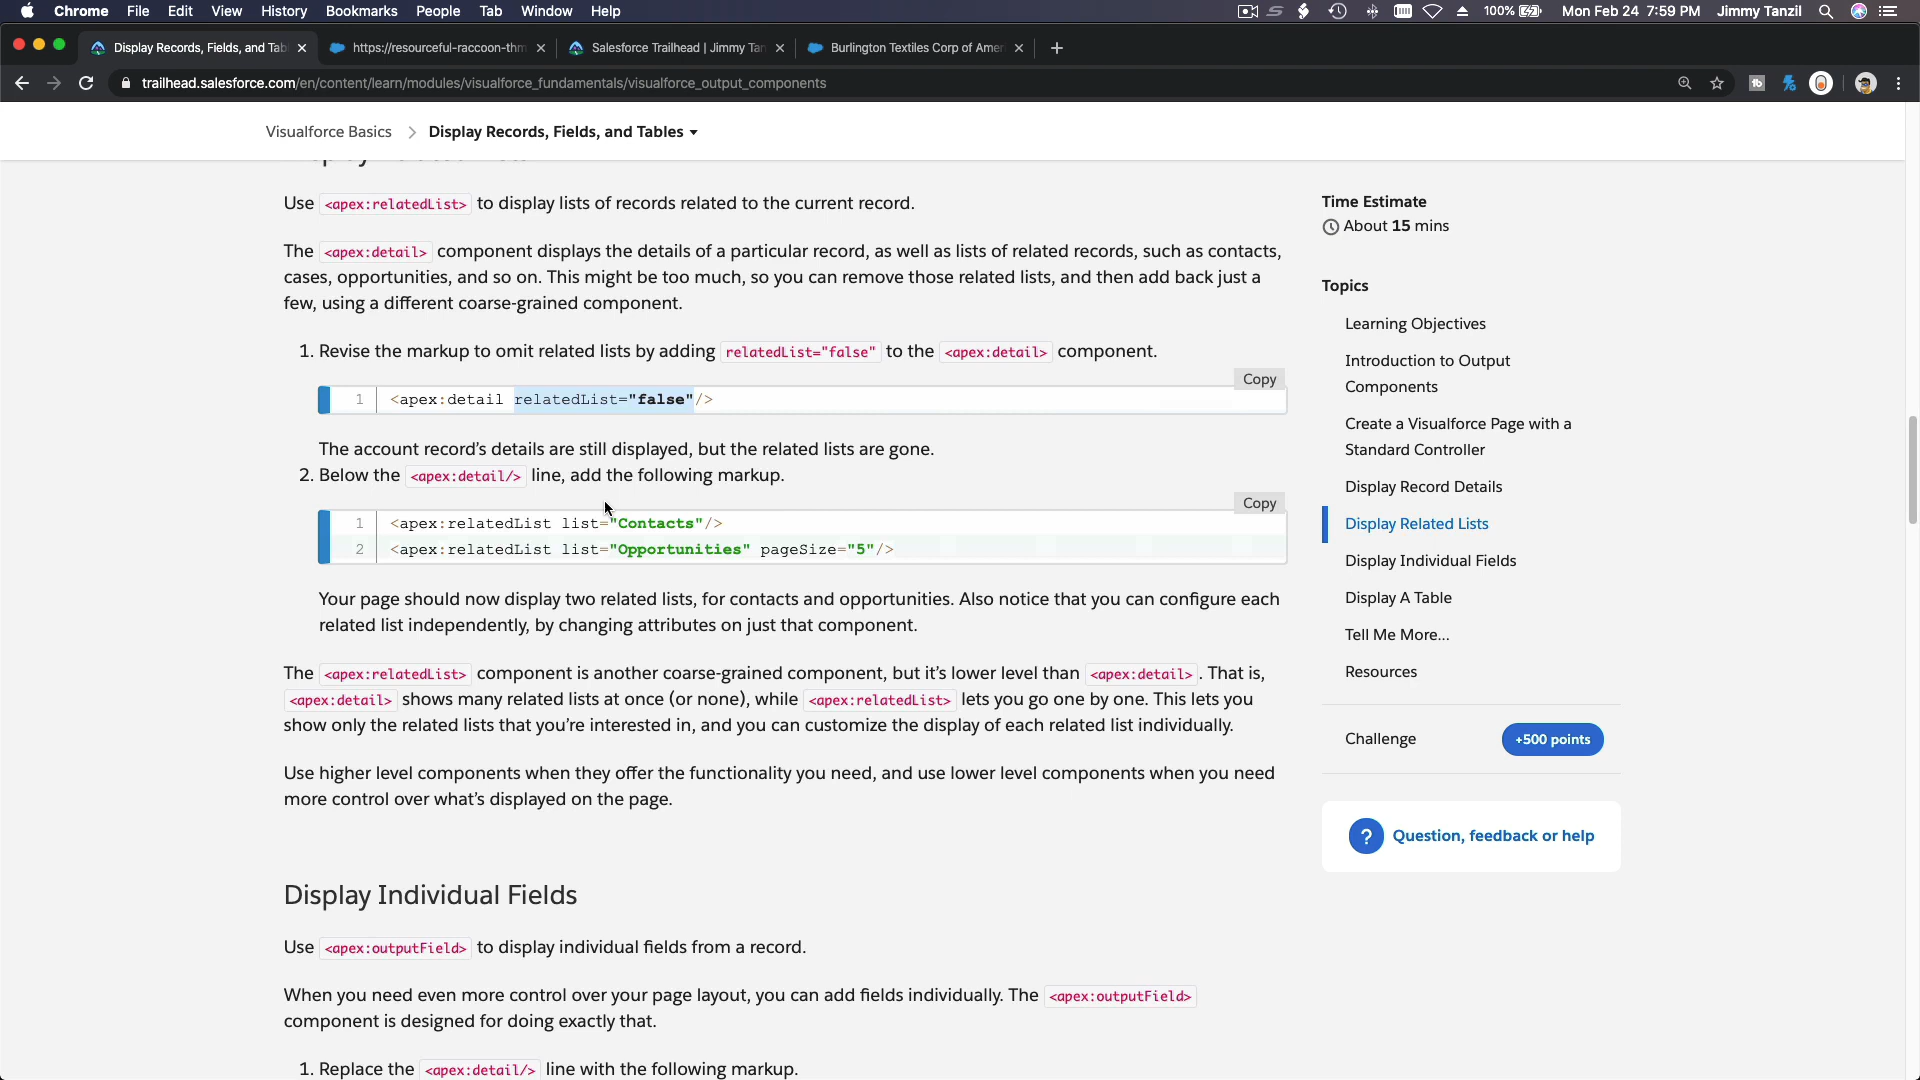 Chrome File Edit View History Bookmarks People Tab Window Help 100% Mon Feb 24 7:59 PM Jimmy Tanzil
Display Records, Fields, and Tab https://resourceful-raccoon-thm Salesforce Trailhead | Jimmy Tan Burlington Textiles Corp of Amer
trailhead.salesforce.com/en/content/learn/modules/visualforce_fundamentals/visualforce_output_components
Visualforce Basics > Display Records, Fields, and Tables
Use <apex:relatedList> to display lists of records related to the current record.
The <apex:detail> component displays the details of a particular record, as well as lists of related records, such as contacts,
cases, opportunities, and so on. This might be too much, so you can remove those related lists, and then add back just a
few, using a different coarse-grained component.
1. Revise the markup to omit related lists by adding relatedList="false" to the <apex:detail> component.
Copy
1 <apex:detail relatedList="false"/>
The account record's details are still displayed, but the related lists are gone.
2. Below the <apex:detail/> line, add the following markup.
Copy
1 <apex:relatedList list="Contacts"/>
2 <apex:relatedList list="Opportunities" pageSize="5"/>
Your page should now display two related lists, for contacts and opportunities. Also notice that you can configure each
related list independently, by changing attributes on just that component.
The <apex:relatedList> component is another coarse-grained component, but it's lower level than <apex:detail>. That is,
<apex:detail> shows many related lists at once (or none), while <apex:relatedList> lets you go one by one. This lets you
show only the related lists that you're interested in, and you can customize the display of each related list individually.
Use higher level components when they offer the functionality you need, and use lower level components when you need
more control over what's displayed on the page.
Display Individual Fields
Use <apex:outputField> to display individual fields from a record.
When you need even more control over your page layout, you can add fields individually. The <apex:outputField>
component is designed for doing exactly that.
1. Replace the <apex:detail/> line with the following markup.
Time Estimate
About 15 mins
Topics
Learning Objectives
Introduction to Output
Components
Create a Visualforce Page with a
Standard Controller
Display Record Details
Display Related Lists
Display Individual Fields
Display A Table
Tell Me More...
Resources
Challenge +500 points
? Question, feedback or help